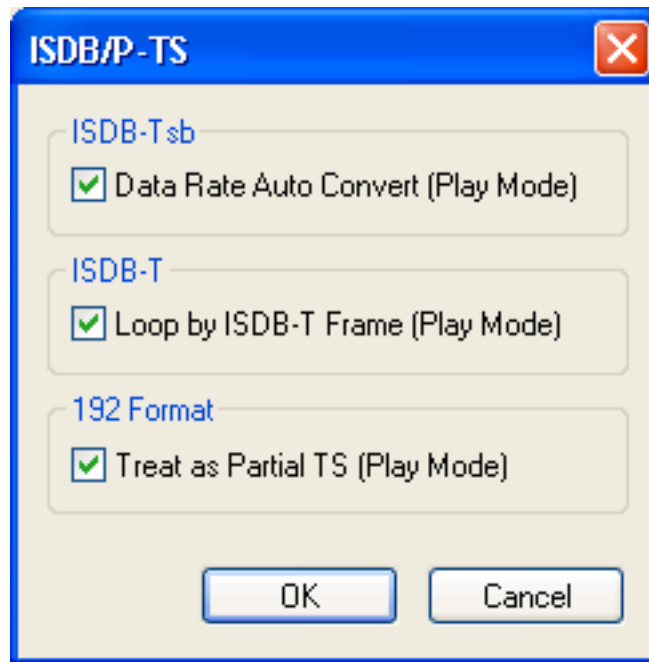 ISDB/P-TS
ISDB-Tsb
Data Rate Auto Convert (Play Mode)
ISDB-T
Loop by ISDB-T Frame (Play Mode)
192 Format
Treat as Partial TS (Play Mode)
OK
Cancel